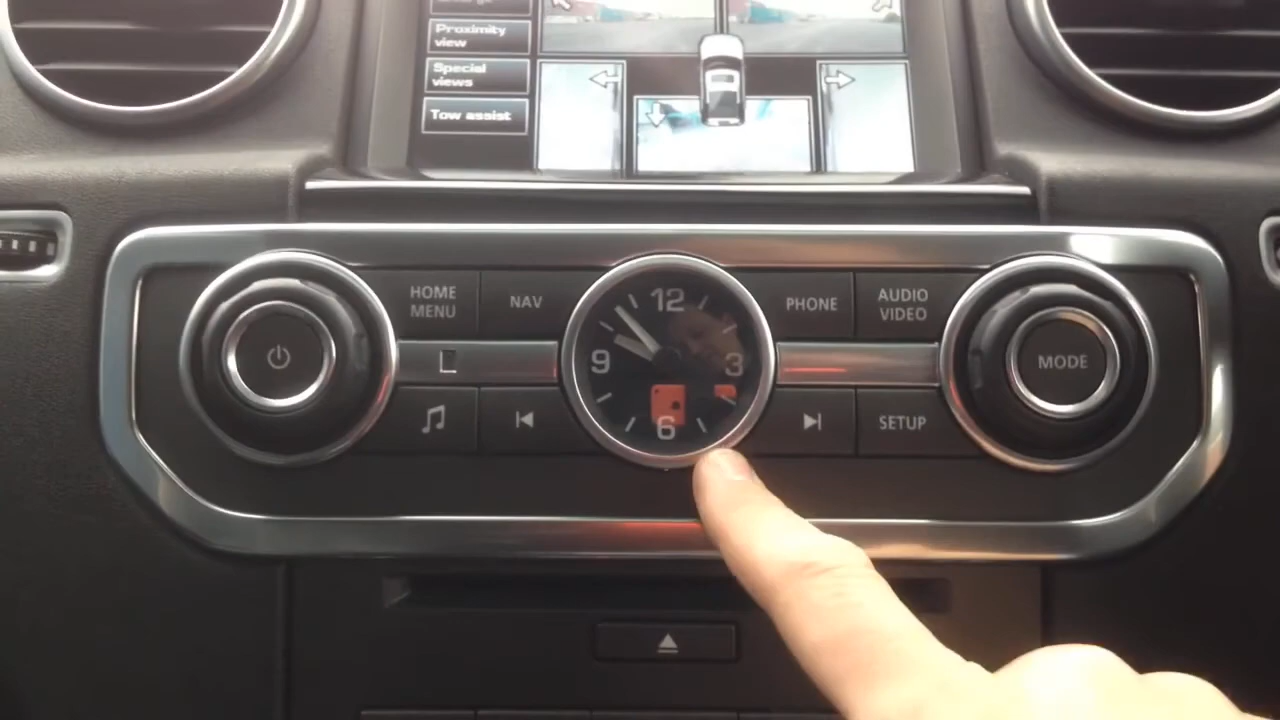 Proximity
view
Special
views
Tow assist
HOME
MENU
NAV
12
9
3
6
PHONE
AUDIO
VIDEO
MODE
SETUP